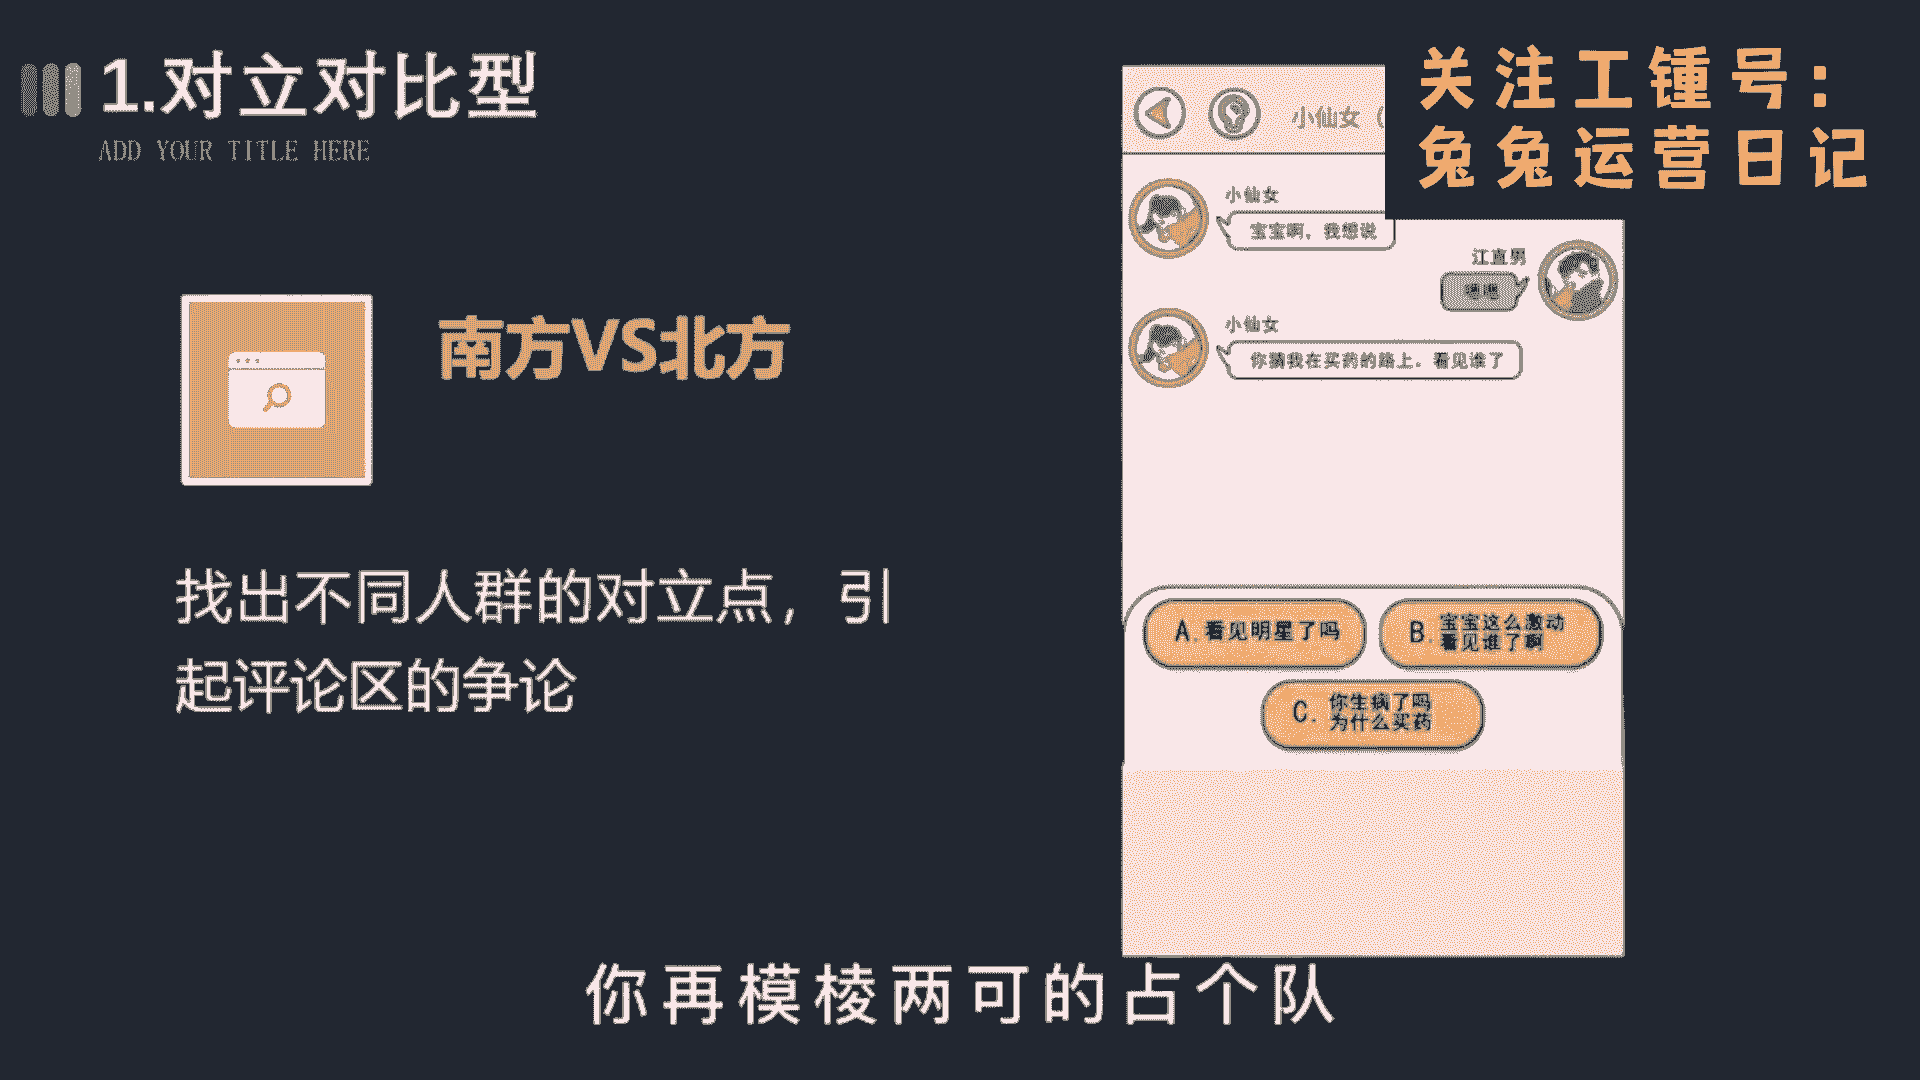 1.对立对比型
ADD YOUR TITLE HERE
南方VS北方
找出不同人群的对立点，引
起评论区的争论
关注工锺号：
兔兔运营日记
小仙女（
小仙女
宝宝啊，我想说
江直男
嗯嗯
小仙女
你猜我在买药的路上，看见谁了
A.看见明星了吗
B.宝宝这么激动
看见谁了啊
C.你生病了吗
为什么买药
你再模棱两可的占个队